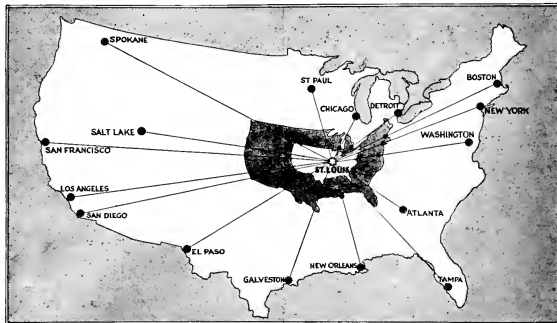 SPOKANE
ST PAUL
BOSTON
CHICAGO
DETROIT
NEW YORK
SALT LAKE
WASHINGTON
SAN FRANCISCO
ST. LOUIS
LOS ANGELES
SAN DIEGO
ATLANTA
EL PASO
NEW ORLEANS
GALVESTON
TAMPA